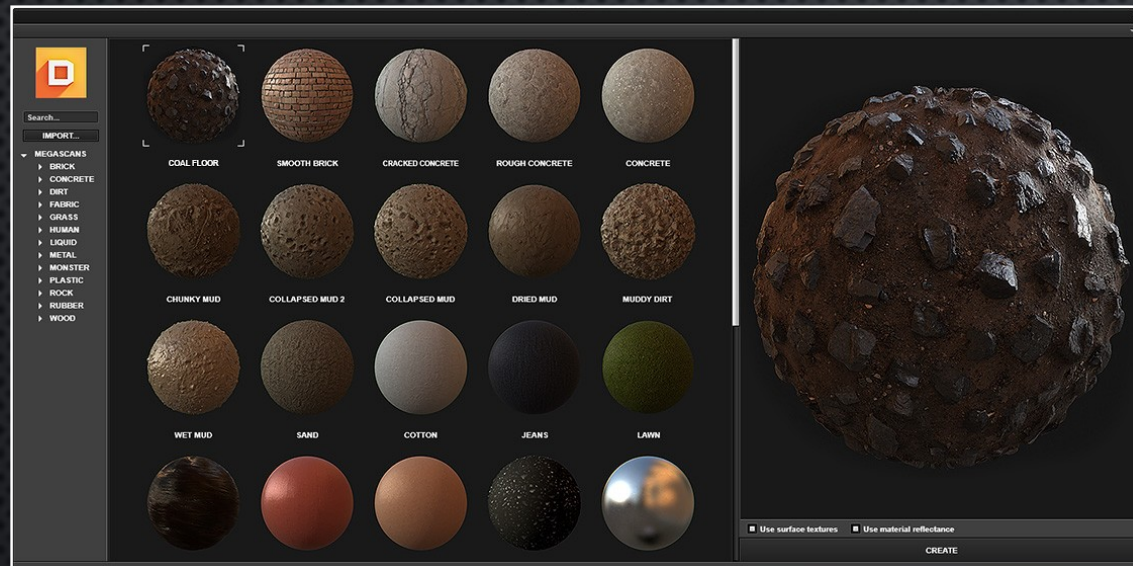 D
Search...
IMPORT...
MEGASCANS
BRICK
CONCRETE
DIRT
FABRIC
GRASS
HUMAN
LIQUID
METAL
MONSTER
PLASTIC
ROCK
RUBBER
WOOD
COAL FLOOR
SMOOTH BRICK
CRACKED CONCRETE
ROUGH CONCRETE
CONCRETE
CHUNKY MUD
COLLAPSED MUD 2
COLLAPSED MUD
DRIED MUD
MUDDY DIRT
WET MUD
SAND
COTTON
JEANS
LAWN
Use surface textures
Use material reflectance
CREATE